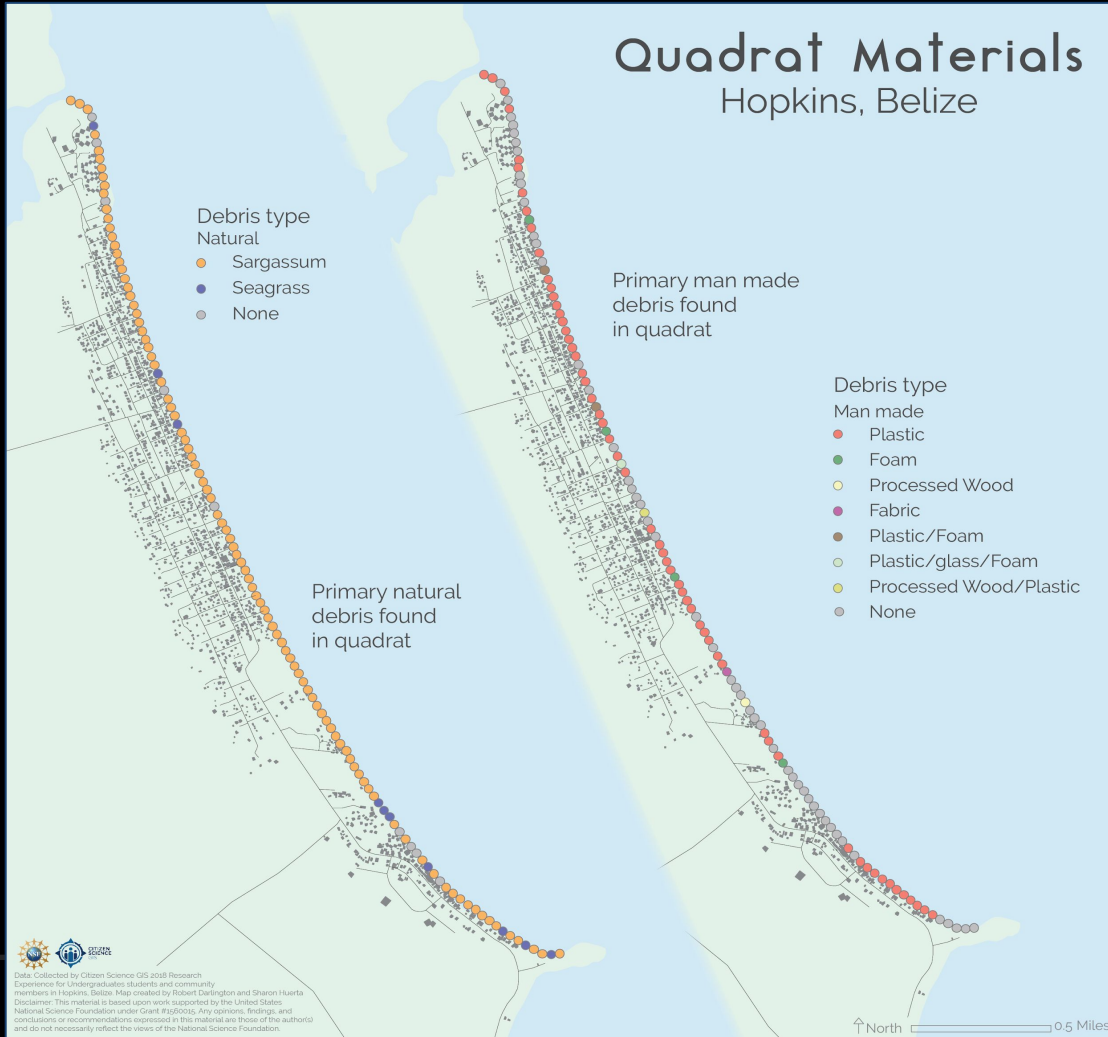 Quadrat Materials
Hopkins, Belize
Debris type
Natural
Sargassum
Seagrass
None
Primary man made
debris found
in quadrat
Debris type
Man made
Plastic
Foam
Processed Wood
Fabric
Plastic/Foam
Plastic/glass/Foam
Processed Wood/Plastic
None
Primary natural
debris found
in quadrat
NSF
CITIZEN
SCIENCE
GIS
Data: Collected by Citizen Science GIS 2018 Research
Experience for Undergraduates students and community
members in Hopkins, Belize. Map created by Robert Darlington and Sharon Huerta
Disclaimer: This material is based upon work supported by the United States
National Science Foundation under Grant #1560015. Any opinions, findings, and
conclusions or recommendations expressed in this material are those of the author(s)
and do not necessarily reflect the views of the National Science Foundation.
North
0.5 Miles